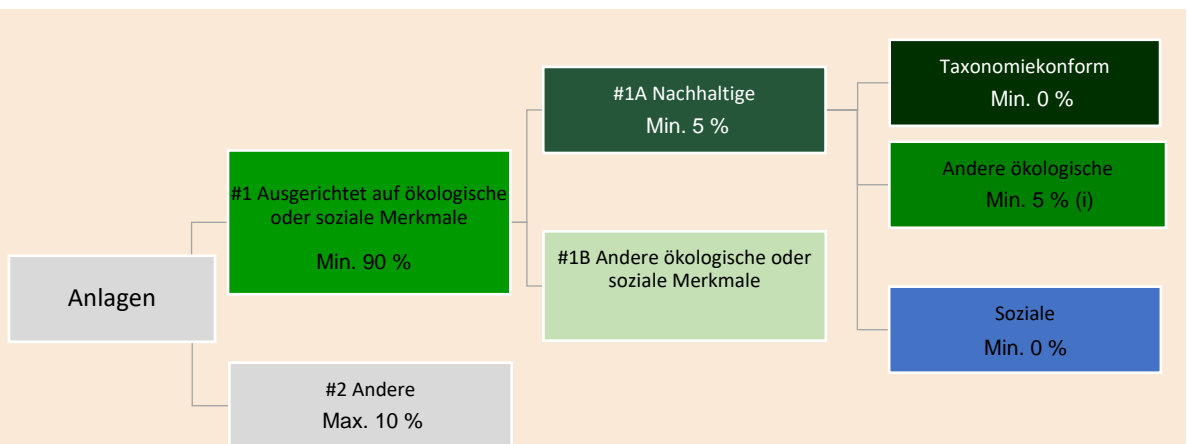 Anlagen
#1 Ausgerichtet auf ökologische
oder soziale Merkmale
Min. 90 %
#2 Andere
Max. 10 %
#1A Nachhaltige
Min. 5 %
#1B Andere ökologische oder
soziale Merkmale
Taxonomiekonform
Min. 0 %
Andere ökologische
Min. 5 % (i)
Soziale
Min. 0 %